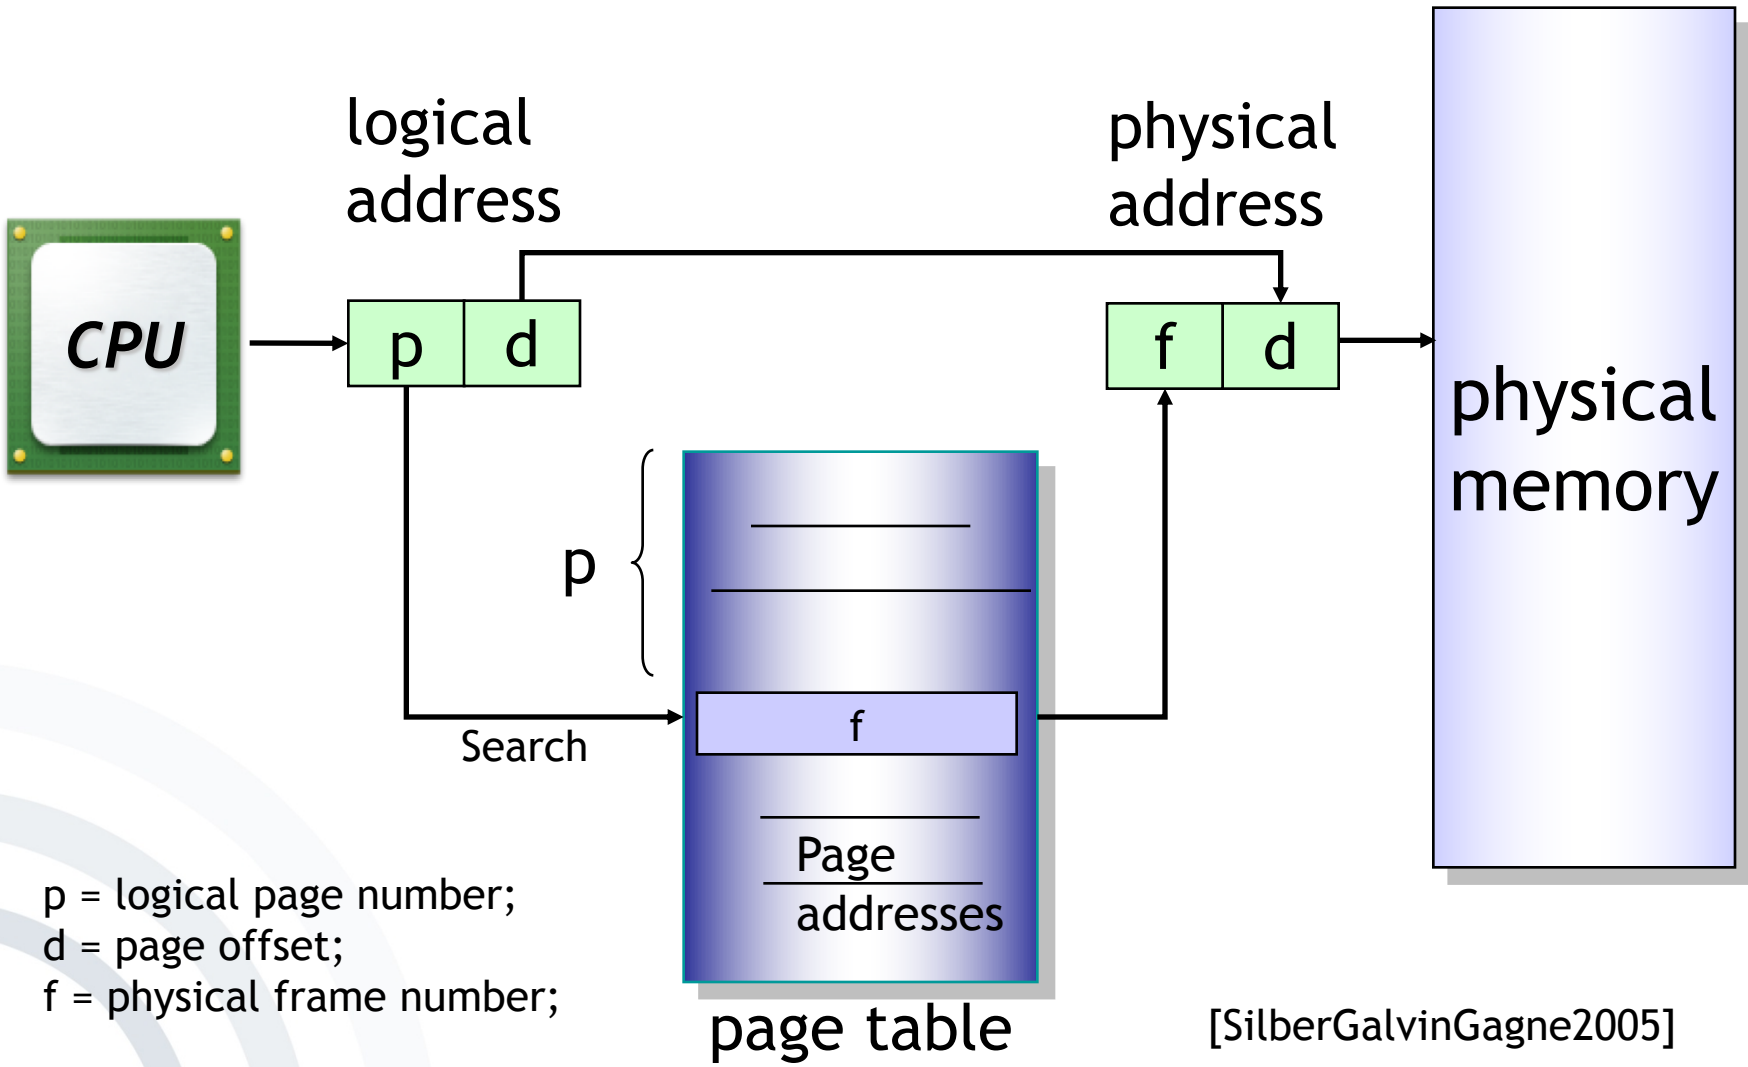 logical
address
physical
address
CPU
p
d
f
d
physical
memory
p
f
Search
Page
addresses
p = logical page number;
d = page offset;
f = physical frame number;
page table
[SilberGalvinGagne2005]